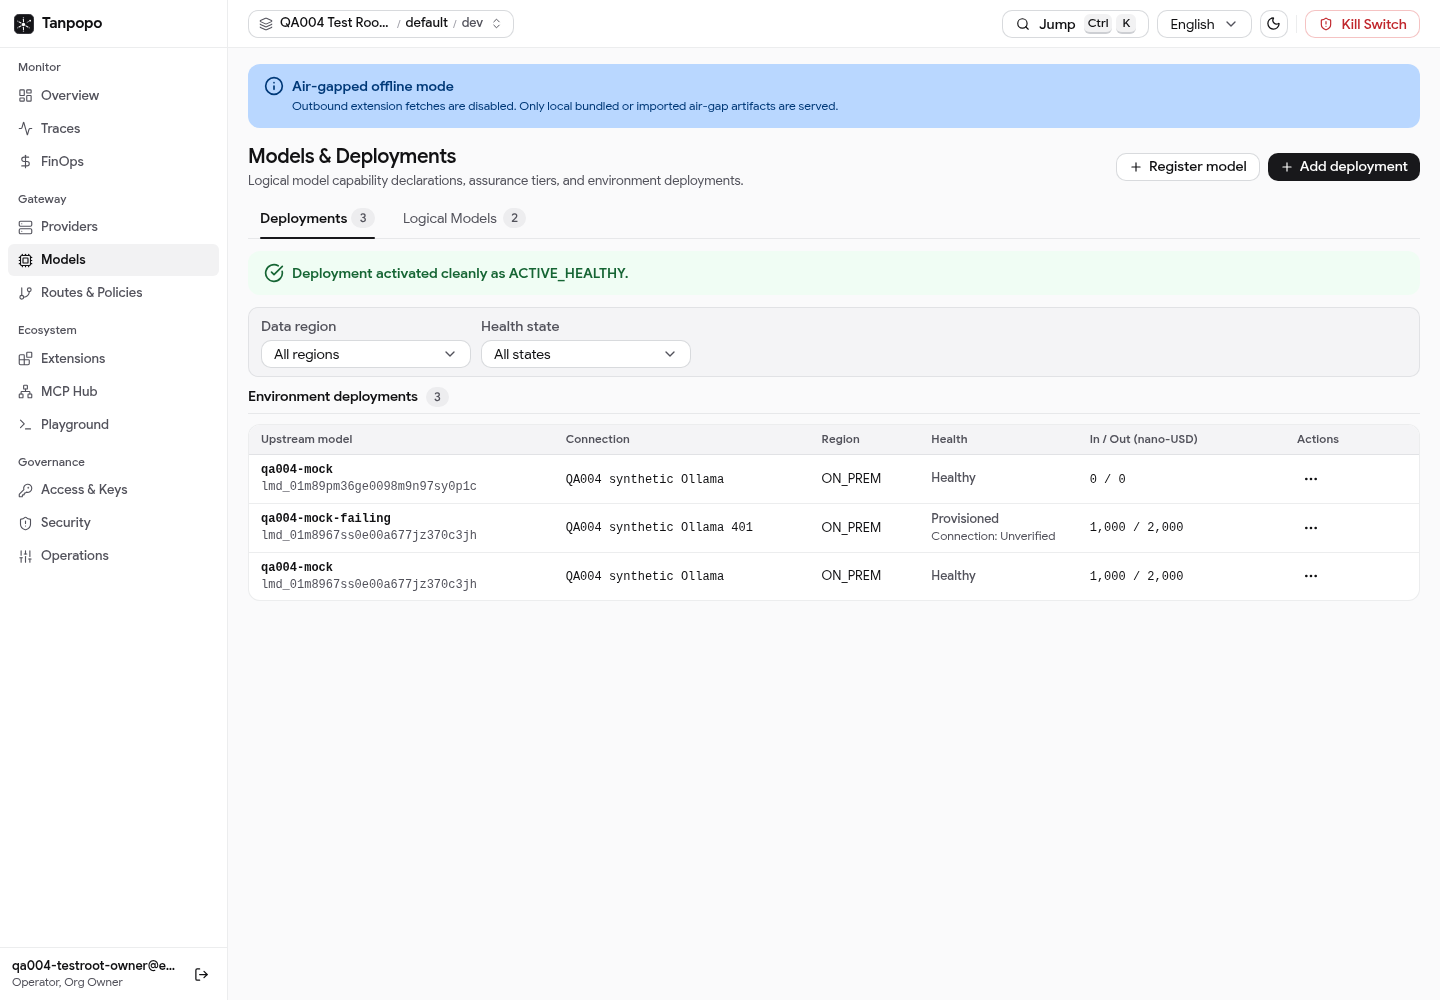 Tanpopo
QA004 Test Roo... / default / dev
Jump Ctrl K
English
Kill Switch
Monitor
Overview
Traces
FinOps
Gateway
Providers
Models
Routes & Policies
Ecosystem
Extensions
MCP Hub
Playground
Governance
Access & Keys
Security
Operations
qa004-testroot-owner@e...
Operator, Org Owner
Air-gapped offline mode
Outbound extension fetches are disabled. Only local bundled or imported air-gap artifacts are served.
Models & Deployments
Logical model capability declarations, assurance tiers, and environment deployments.
+ Register model
+ Add deployment
Deployments 3
Logical Models 2
Deployment activated cleanly as ACTIVE_HEALTHY.
Data region
All regions
Health state
All states
Environment deployments 3
Upstream model Connection Region Health In / Out (nano-USD) Actions
qa004-mock
lmd_01m89pm36ge0098m9n97sy0p1c
QA004 synthetic Ollama ON_PREM Healthy 0 / 0 ...
qa004-mock-failing
lmd_01m8967ss0e00a677jz370c3jh
QA004 synthetic Ollama 401 ON_PREM Provisioned
Connection: Unverified
1,000 / 2,000 ...
qa004-mock
lmd_01m8967ss0e00a677jz370c3jh
QA004 synthetic Ollama ON_PREM Healthy 1,000 / 2,000 ...